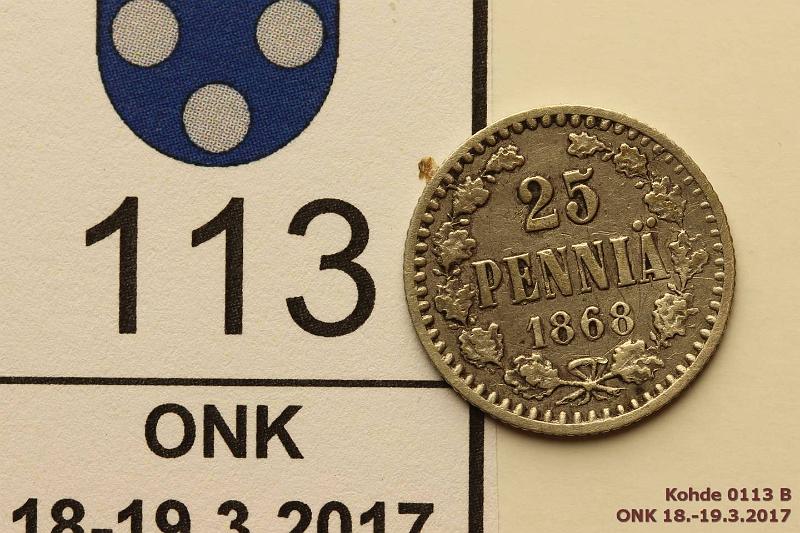 113
ONK
18.-19.3.2017
25
PENNIÄ
1868
Kohde 0113 B
ONK 18.-19.3.2017